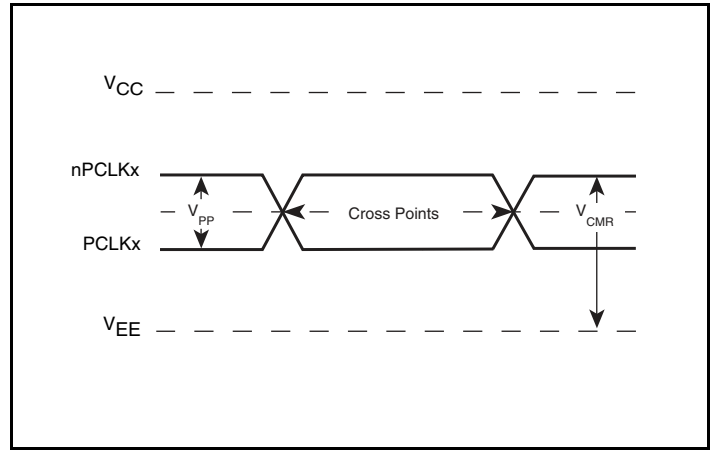 VCC
nPCLKx
VPP
Cross Points
VCMR
PCLKx
VEE